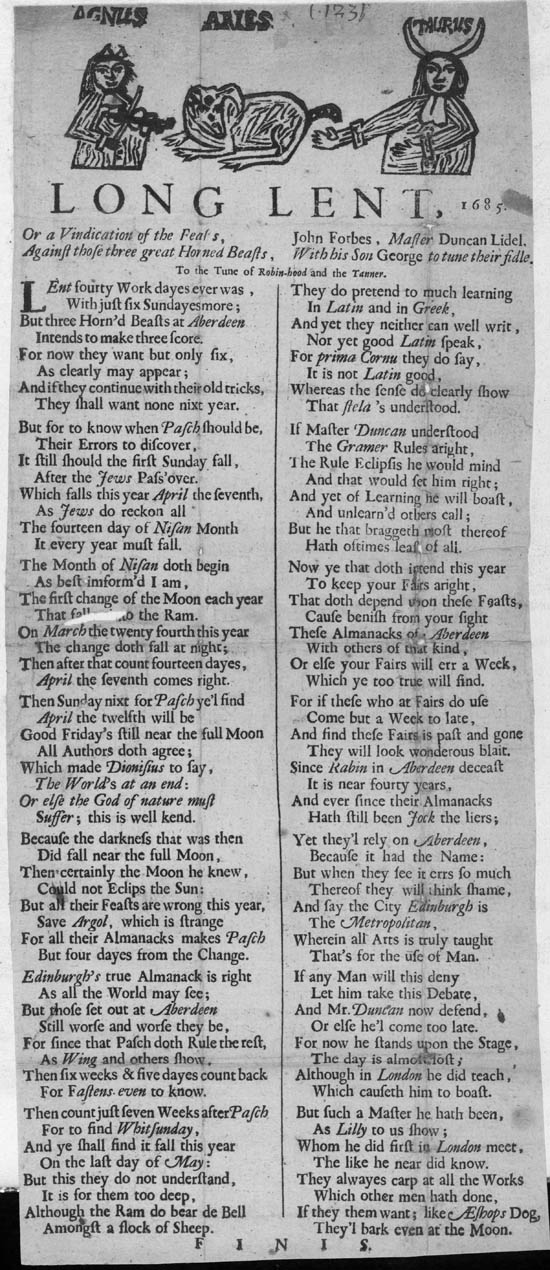 AGNUS ARIES (.123) TAURUS
LONG LENT, 1685.
Or a Vindication of the Feasts,
Against those three great Horned Beasts,
John Forbes, Master Duncan Lidel.
With his Son George to tune their fidle.
To the Tune of Robin-hood and the Tanner.
LEnt fourty Work dayes ever was,
With just six Sundayes more;
But three Horn'd Beasts at Aberdeen
Intends to make three score.
For now they want but only six,
As clearly may appear;
And if they continue with their old tricks,
They shall want none nixt year.
But for to know when Pasch should be,
Their Errors to discover,
It still should the first Sunday fall,
After the Jews Pass'over.
Which falls this year April the seventh,
As Jews do reckon all
The fourteen day of Nisan Month
It every year must fall.
The Month of Nisan doth begin
As best imform'd I am,
The first change of the Moon each year
That the Ram.
On March the twenty fourth this year
The change doth fall at night;
Then after that count fourteen dayes,
April the seventh comes right.
Then Sunday nixt for Pasch ye'l find
April the twelfth will be
Good Friday's still near the full Moon
All Authors doth agree;
Which made Dionisius to say,
The World's at an end:
Or else the God of nature must
Suffer; this is well kend.
Because the darkness that was then
Did fall near the full Moon,
Then certainly the Moon he knew,
Could not Eclips the Sun:
But all their Feasts are wrong this year,
Save Argol, which is strange
For all their Almanacks makes Pasch
But four dayes from the Change.
Edinburgh's true Almanack is right
As all the World may see;
But those set out at Aberdeen
Still worse and worse they be,
For since that Pasch doth Rule the rest,
As Wing and others show,
Then six weeks & five dayes count back
For Fastens-even to know.
Then count just seven Weeks after Pasch
For to find Whitsunday,
And ye shall find it fall this year
On the last day of May:
But this they do not understand,
It is for them too deep,
Although the Ram do bear de Bell
Amongst a flock of Sheep.
They do pretend to much learning
In Latin and in Greek,
And yet they neither can well writ,
Nor yet good Latin speak,
For prima Cornu they do say,
It is not Latin good,
Whereas the sense do clearly show
That stela 's understood.
If Master Duncan understood
The Gramer Rules aright,
The Rule Eclipsis he would mind
And that would set him right;
And yet of Learning he will boast,
And unlearn'd others call;
But he that braggeth most thereof
Hath oftimes least of all.
Now ye that doth intend this year
To keep your Fairs aright,
That doth depend upon these Feasts,
Cause benish from your sight
These Almanacks of Aberdeen
With others of that kind,
Or else your Fairs will err a Week,
Which ye too true will find.
For if these who at Fairs do use
Come but a Week to late,
And find these Fairs is past and gone
They will look wonderous blait.
Since Rabin in Aberdeen deceast
It is near fourty years,
And ever since their Almanacks
Hath still been Jock the liers;
Yet they'l rely on Aberdeen,
Because it had the Name:
But when they see it errs so much
Thereof they will think shame,
And say the City Edinburgh is
The Metropolitan,
Wherein all Arts is truly taught
That's for the use of Man.
If any Man will this deny
Let him take this Debate,
And Mr. Duncan now defend,
Or else he'l come too late.
For now he stands upon the Stage,
The day is almost lost;
Although in London he did teach,
Which causeth him to boast.
But such a Master he hath been,
As Lilly to us show;
Whom he did first in London meet,
The like he near did know.
They alwayes carp at all the Works
Which other men hath done,
If they them want; like Æshops Dog,
They'l bark even at the Moon.
FINIS.